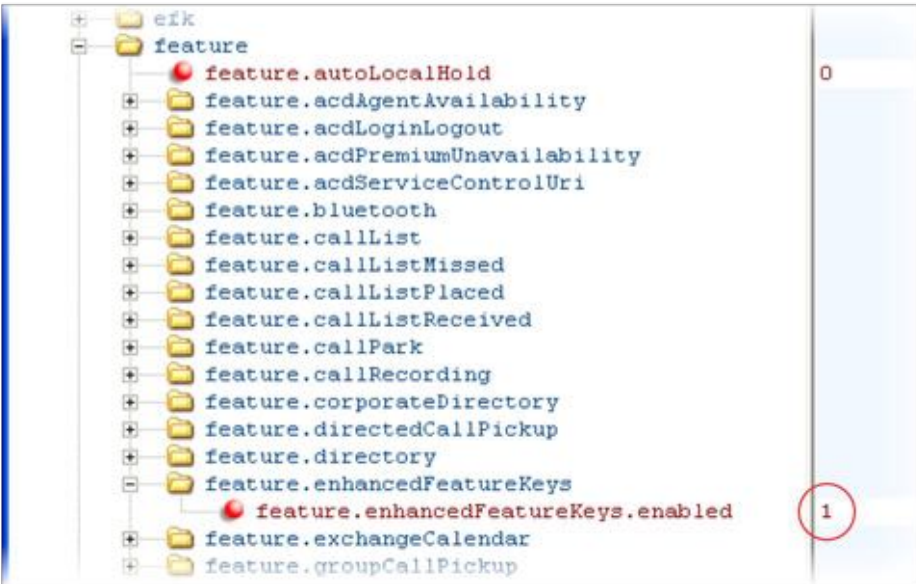 efk
feature
feature.autoLocalHold 0
feature.acdAgentAvailability
feature.acdLoginLogout
feature.acdPremiumUnavailability
feature.acdServiceControlUri
feature.bluetooth
feature.callList
feature.callListMissed
feature.callListPlaced
feature.callListReceived
feature.callPark
feature.callRecording
feature.corporateDirectory
feature.directedCallPickup
feature.directory
feature.enhancedFeatureKeys
feature.enhancedFeatureKeys.enabled 1
feature.exchangeCalendar
feature.groupCallPickup